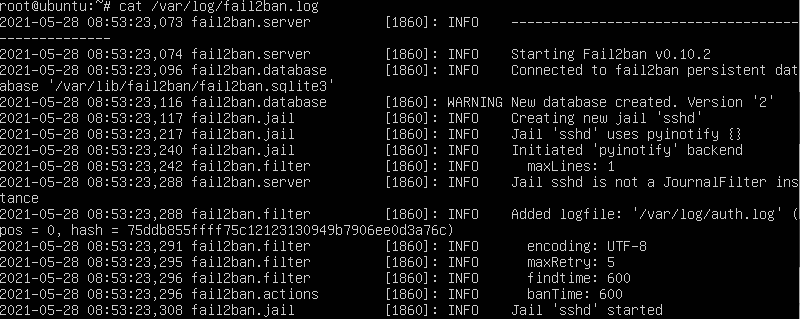 root@ubuntu:~# cat /var/log/fail2ban.log
2021-05-28 08:53:23,073 fail2ban.server         [1860]: INFO    --------------------------------------
--------------
2021-05-28 08:53:23,074 fail2ban.server         [1860]: INFO    Starting Fail2ban v0.10.2
2021-05-28 08:53:23,096 fail2ban.database       [1860]: INFO    Connected to fail2ban persistent dat
abase '/var/lib/fail2ban/fail2ban.sqlite3'
2021-05-28 08:53:23,116 fail2ban.database       [1860]: WARNING New database created. Version '2'
2021-05-28 08:53:23,117 fail2ban.jail           [1860]: INFO    Creating new jail 'sshd'
2021-05-28 08:53:23,217 fail2ban.jail           [1860]: INFO    Jail 'sshd' uses pyinotify {}
2021-05-28 08:53:23,240 fail2ban.jail           [1860]: INFO    Initiated 'pyinotify' backend
2021-05-28 08:53:23,242 fail2ban.filter         [1860]: INFO      maxLines: 1
2021-05-28 08:53:23,288 fail2ban.server         [1860]: INFO    Jail sshd is not a JournalFilter ins
tance
2021-05-28 08:53:23,288 fail2ban.filter         [1860]: INFO    Added logfile: '/var/log/auth.log' (
pos = 0, hash = 75ddb855ffff75c12123130949b7906ee0d3a76c)
2021-05-28 08:53:23,291 fail2ban.filter         [1860]: INFO      encoding: UTF-8
2021-05-28 08:53:23,295 fail2ban.filter         [1860]: INFO      maxRetry: 5
2021-05-28 08:53:23,296 fail2ban.filter         [1860]: INFO      findtime: 600
2021-05-28 08:53:23,296 fail2ban.actions        [1860]: INFO      banTime: 600
2021-05-28 08:53:23,308 fail2ban.jail           [1860]: INFO    Jail 'sshd' started